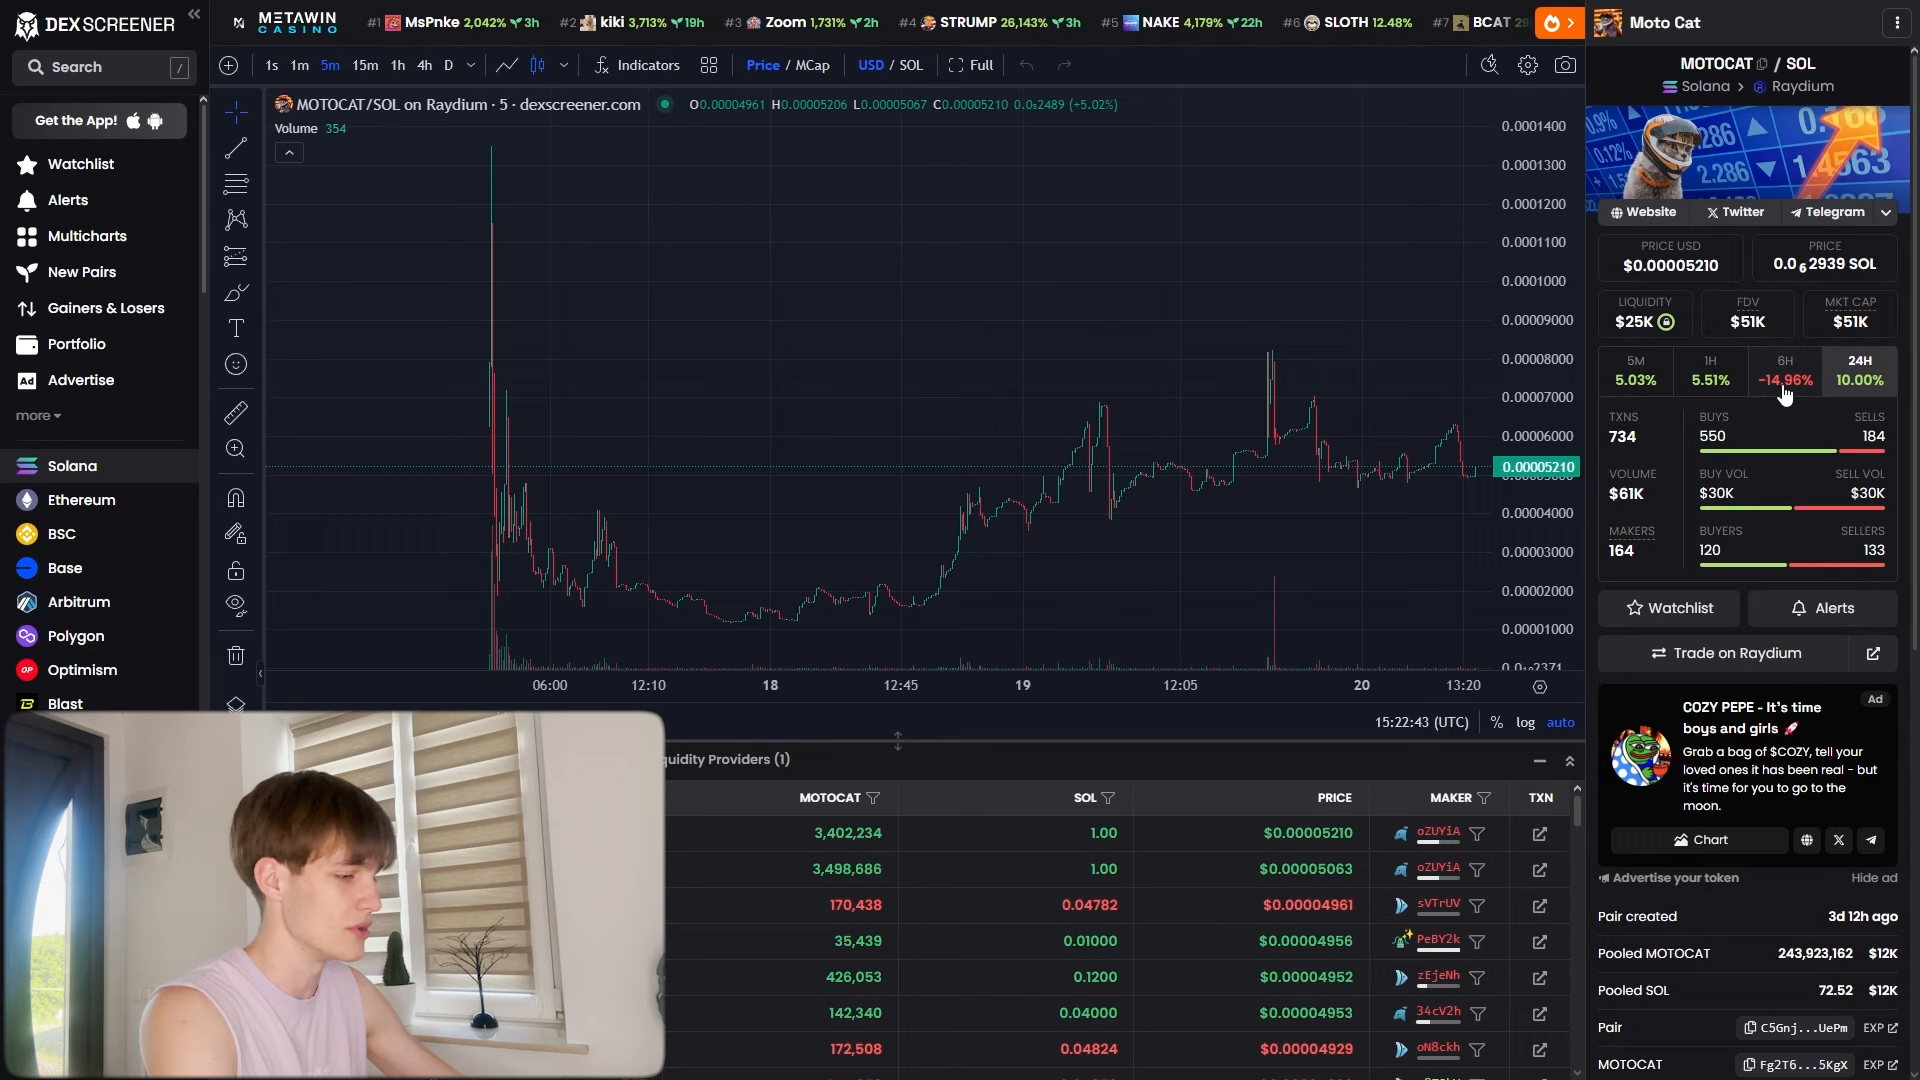 DEX SCREENER
Search /
Get the App!
Watchlist
Alerts
Multicharts
New Pairs
Gainers & Losers
Portfolio
Ad Advertise
more
Solana
Ethereum
BSC
Base
Arbitrum
Polygon
OP Optimism
Blast
METAWIN CASINO
#1 MsPnke 2,042% 3h
#2 kiki 3,713% 19h
#3 Zoom 1,731% 2h
#4 STRUMP 26,143% 3h
#5 NAKE 4,179% 22h
#6 SLOTH 12.48%
#7 BCAT
1s 1m 5m 15m 1h 4h D Indicators Price / MCap USD / SOL Full
MOTOCAT/SOL on Raydium · 5 · dexscreener.com O0.00004961 H0.00005206 L0.00005067 C0.00005210 0.0₅2489 (+5.02%)
Volume 354
0.0001400
0.0001300
0.0001200
0.0001100
0.0001000
0.00009000
0.00008000
0.00007000
0.00006000
0.00005210
0.00004000
0.00003000
0.00002000
0.00001000
06:00 12:10 18 12:45 19 12:05 20 13:20
15:22:43 (UTC) % log auto
quidity Providers (1)
MOTOCAT SOL PRICE MAKER TXN
3,402,234 1.00 $0.00005210 oZUYiA
3,498,686 1.00 $0.00005063 oZUYiA
170,438 0.04782 $0.00004961 sVTrUV
35,439 0.01000 $0.00004956 PeBY2k
426,053 0.1200 $0.00004952 zEjeNh
142,340 0.04000 $0.00004953 34cV2h
172,508 0.04824 $0.00004929 oN8ckh
Moto Cat
MOTOCAT / SOL
Solana > Raydium
0.9%
0.12%
286
2.286
0.168
1.4563
Website Twitter Telegram
PRICE USD
$0.00005210
PRICE
0.0₆2939 SOL
LIQUIDITY
$25K
FDV
$51K
MKT CAP
$51K
5M 1H 6H 24H
5.03% 5.51% -14.96% 10.00%
TXNS BUYS SELLS
734 550 184
VOLUME BUY VOL SELL VOL
$61K $30K $30K
MAKERS BUYERS SELLERS
164 120 133
Watchlist Alerts
Trade on Raydium
Ad
COZY PEPE - It's time
boys and girls 🚀
Grab a bag of $COZY, tell your
loved ones it has been real - but
it's time for you to go to the
moon.
Chart
Advertise your token Hide ad
Pair created 3d 12h ago
Pooled MOTOCAT 243,923,162 $12K
Pooled SOL 72.52 $12K
Pair C5Gnj...UePm EXP
MOTOCAT Fg2T6...5KgX EXP